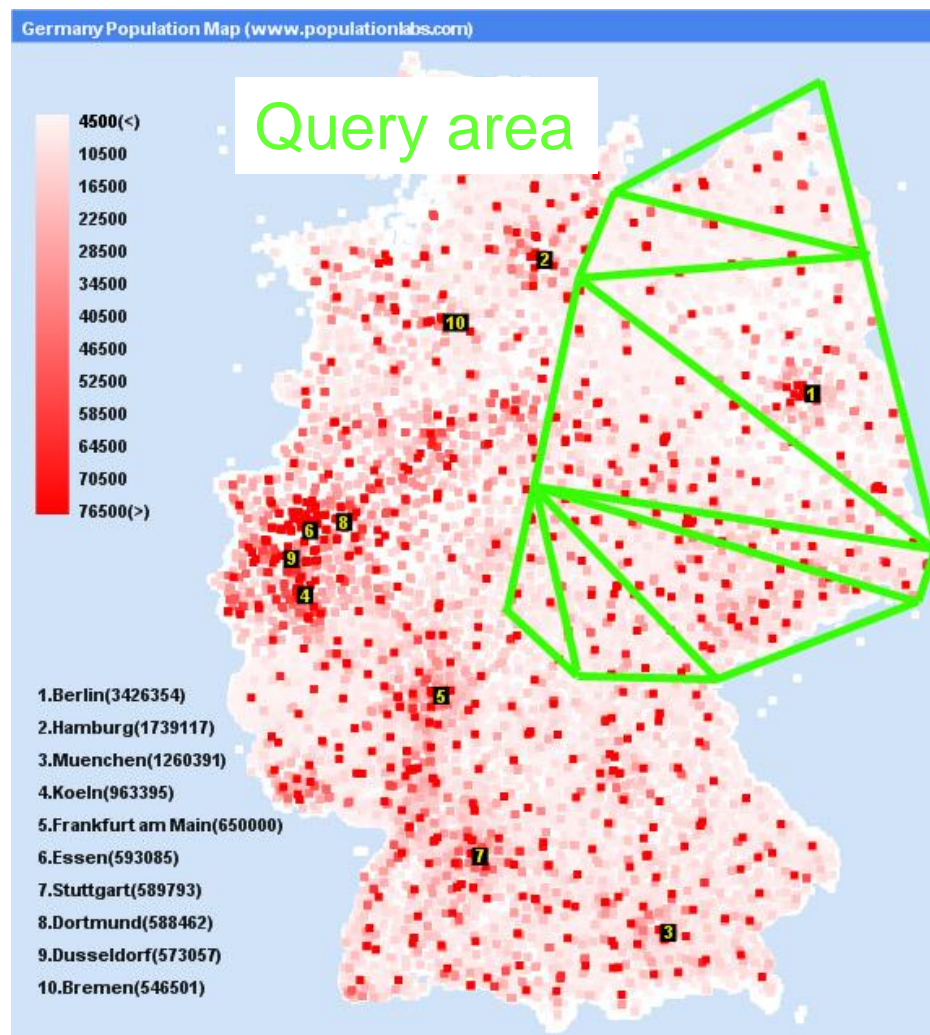 Germany Population Map (www.populationlabs.com)
Query area
4500(<)
10500
16500
22500
28500
34500
40500
46500
52500
58500
64500
70500
76500(>)
2
10
1
8
6
9
4
5
7
3
1.Berlin(3426354)
2.Hamburg(1739117)
3.Muenchen(1260391)
4.Koeln(963395)
5.Frankfurt am Main(650000)
6.Essen(593085)
7.Stuttgart(589793)
8.Dortmund(588462)
9.Dusseldorf(573057)
10.Bremen(546501)